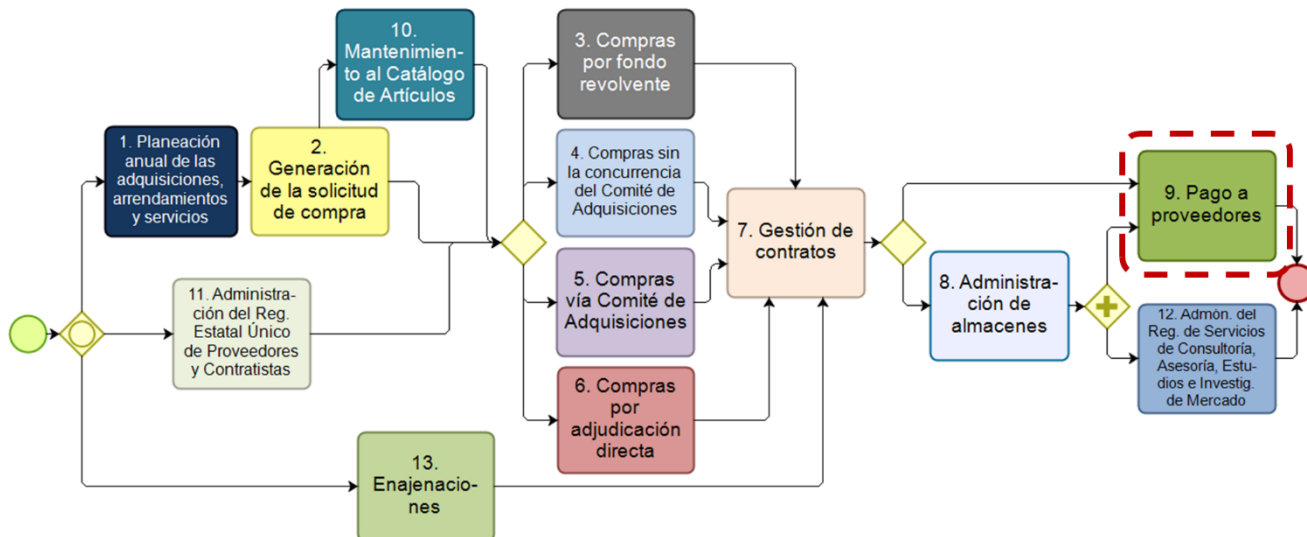 10.
Mantenimien-
to al Catálogo
de Artículos
3. Compras
por fondo
revolvente
1. Planeación
anual de las
adquisiciones,
arrendamientos
y servicios
2.
Generación
de la solicitud
de compra
4. Compras sin
la concurrencia
del Comité de
Adquisiciones
9. Pago a
proveedores
7. Gestión de
contratos
11. Administra-
ción del Reg.
Estatal Único
de Proveedores
y Contratistas
5. Compras
vía Comité de
Adquisiciones
8. Administra-
ción de
almacenes
12. Admón. del
Reg. de Servicios
de Consultoría,
Asesoría, Estu-
dios e Investig.
de Mercado
6. Compras
por
adjudicación
directa
13.
Enajenacio-
nes